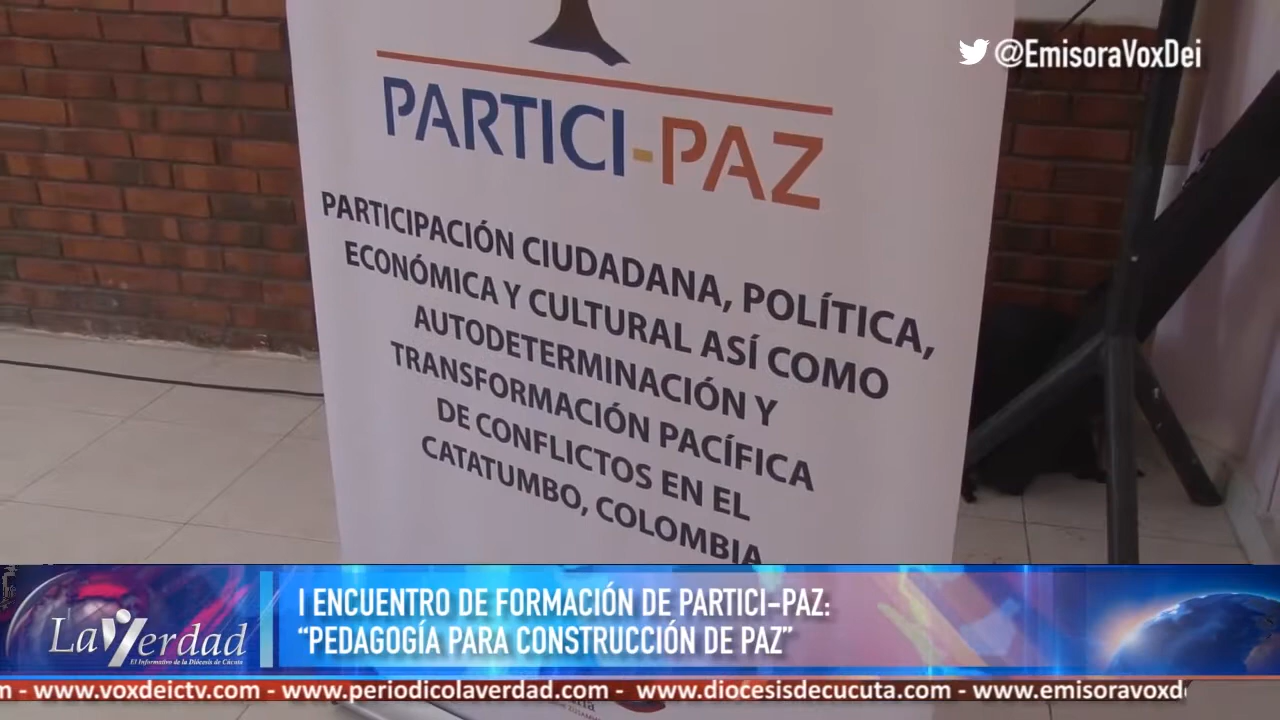 @EmisoraVoxDei
PARTICI-PAZ
PARTICIPACIÓN CIUDADANA, POLÍTICA,
ECONÓMICA Y CULTURAL ASÍ COMO
AUTODETERMINACIÓN Y
TRANSFORMACIÓN PACÍFICA
DE CONFLICTOS EN EL
CATATUMBO, COLOMBIA
I ENCUENTRO DE FORMACIÓN DE PARTICI-PAZ:
“PEDAGOGÍA PARA CONSTRUCCIÓN DE PAZ”
La Verdad
El Informativo de la Diócesis de Cúcuta
m - www.voxdeictv.com - www.periodicolaverdad.com - www.diocesisdecucuta.com - www.emisoravoxd